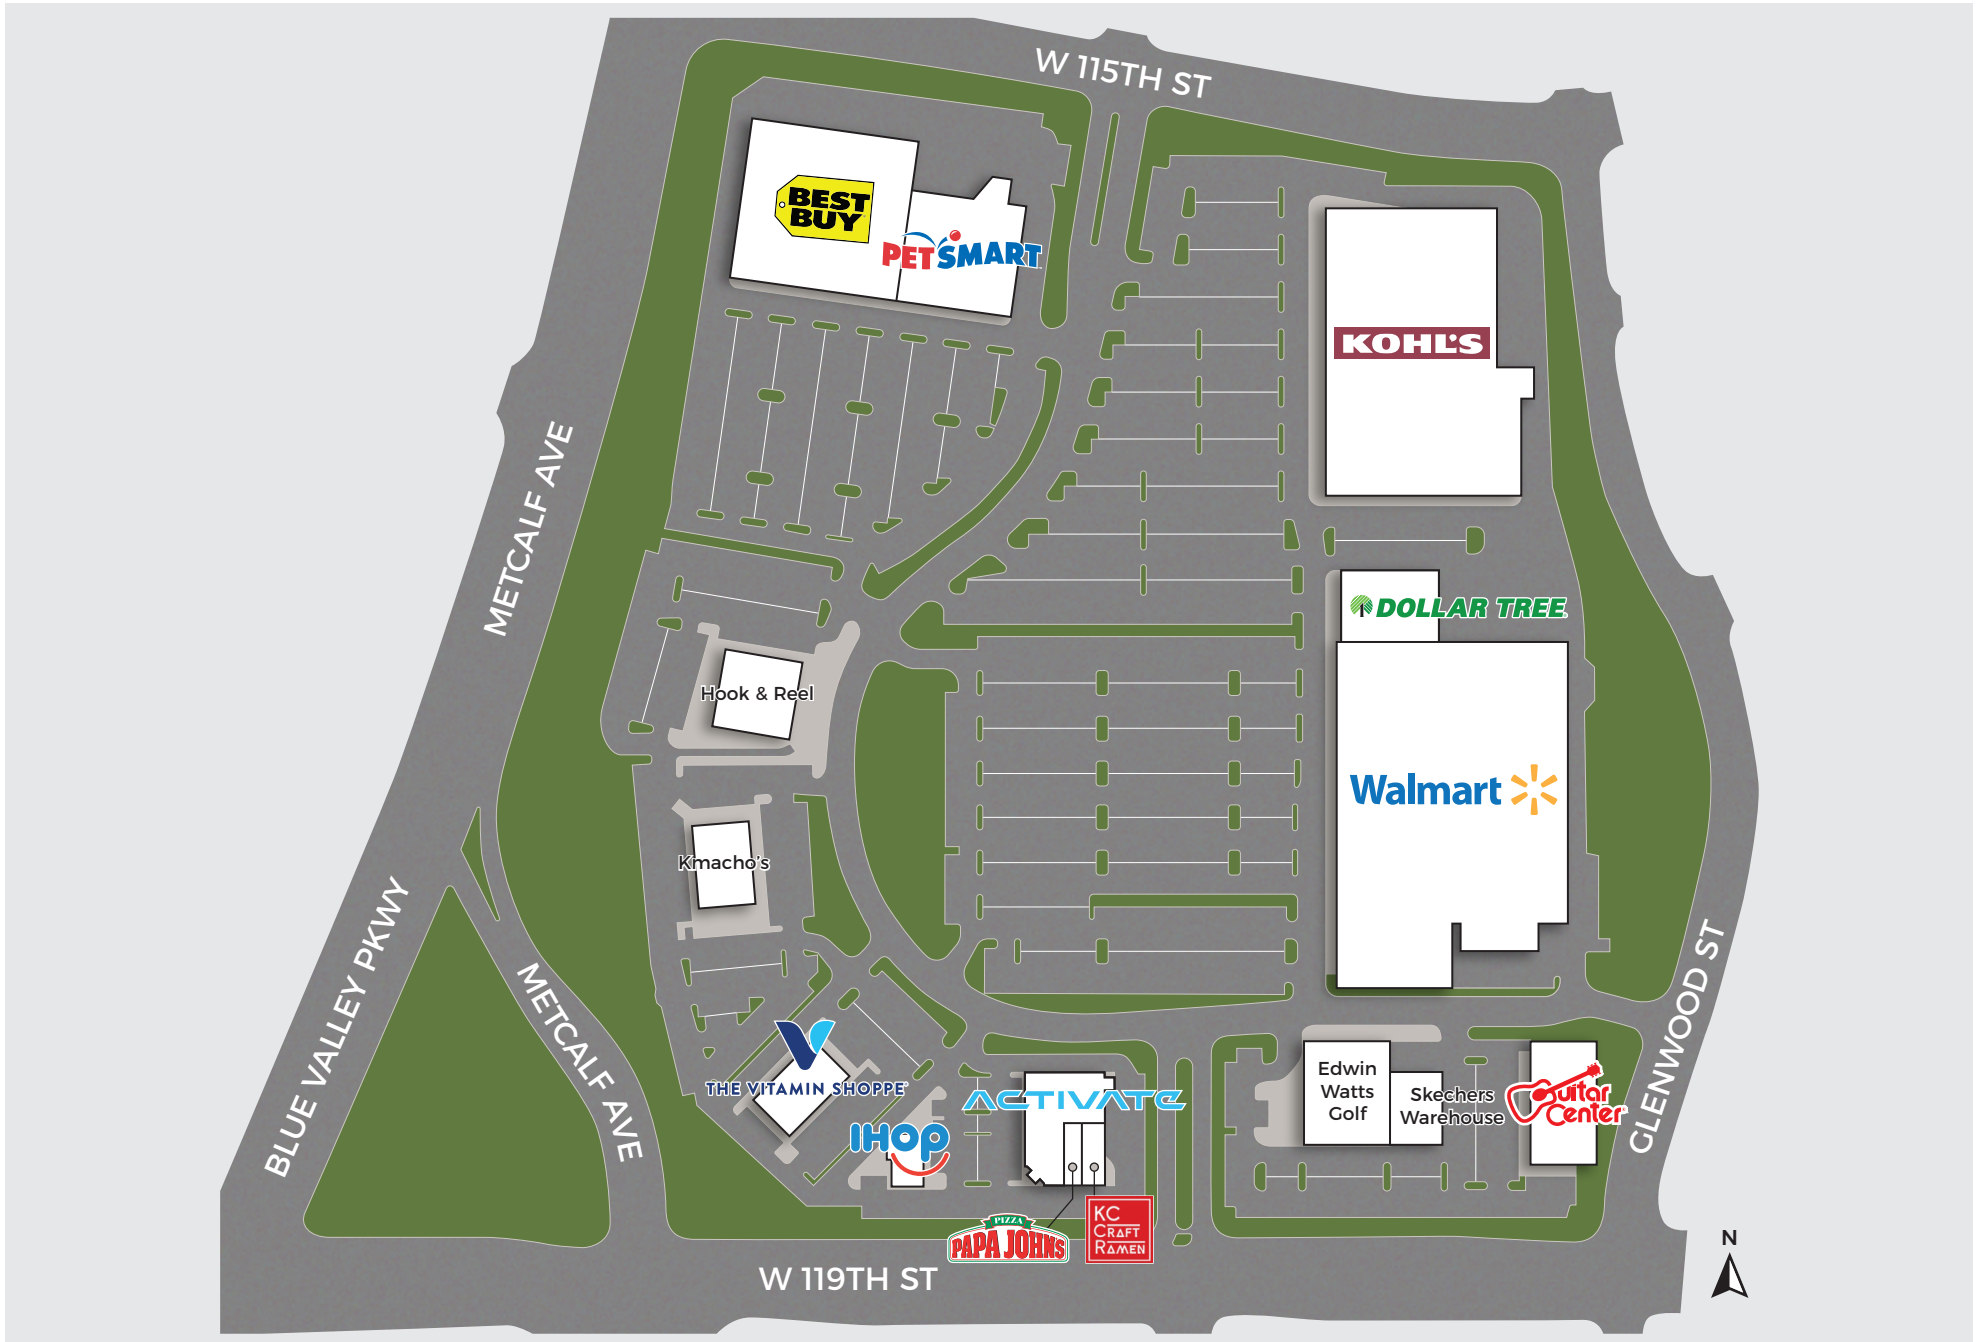 W 115TH ST
BEST
BUY
PETSMART
KOHL'S
METCALF AVE
DOLLAR TREE
Hook & Reel
Walmart
Kmacho's
BLUE VALLEY PKWY
METCALF AVE
GLENWOOD ST
THE VITAMIN SHOPPE
ACTIVATE
IHOP
Edwin
Watts
Golf
Skechers
Warehouse
Guitar
Center
PIZZA
PAPA JOHNS
KC
CRAFT
RAMEN
W 119TH ST
N